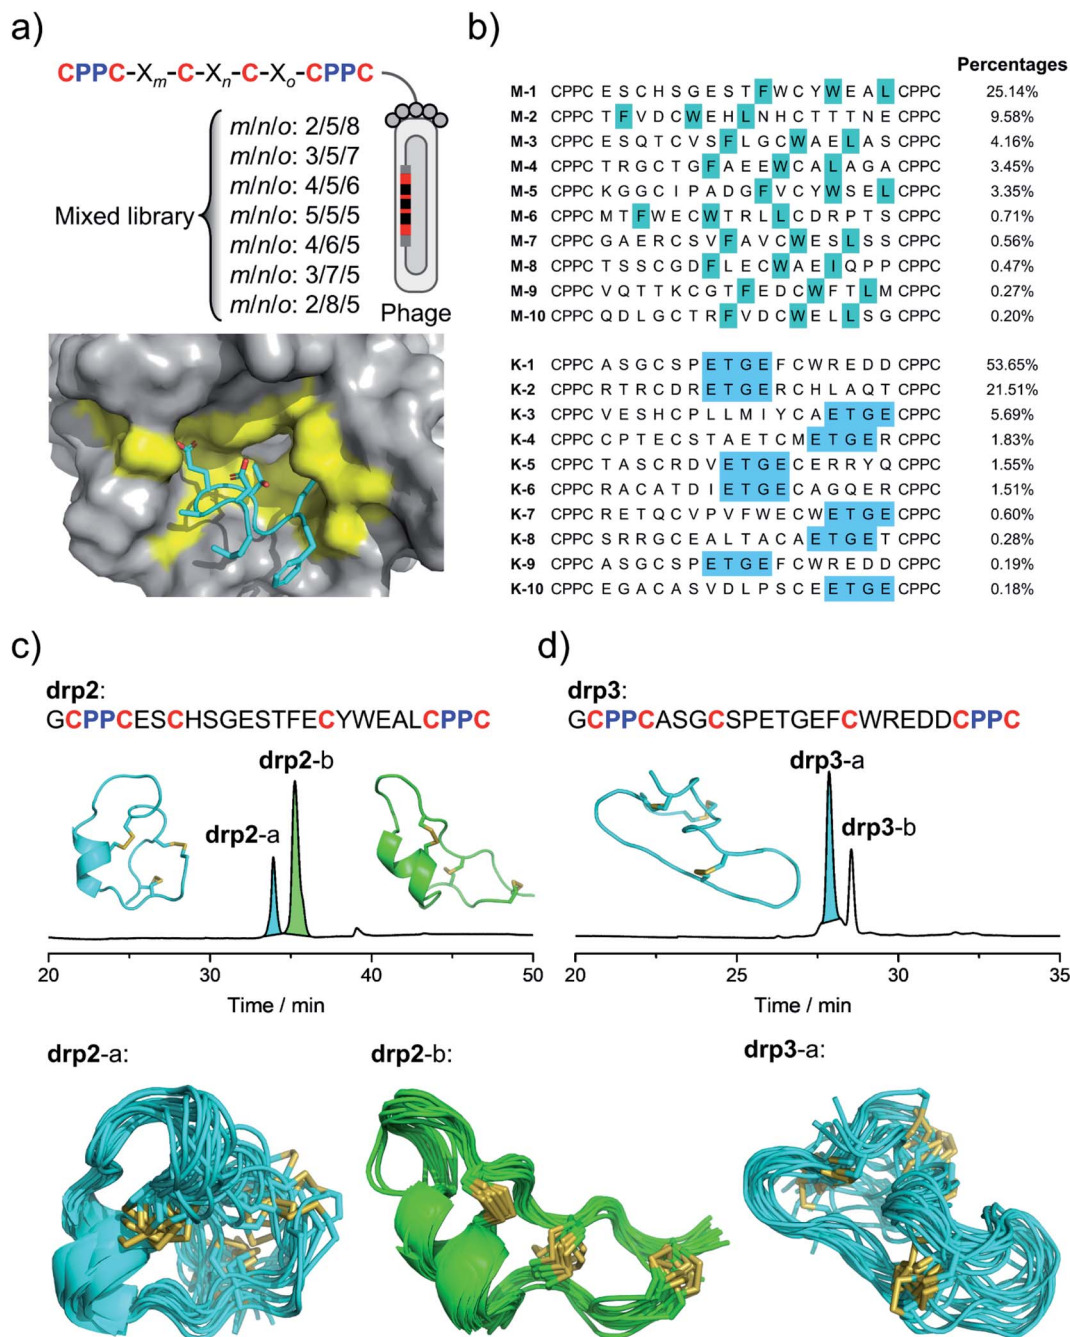 a)
CPPC-Xm-C-Xn-C-Xo-CPPC
Mixed library
m/n/o: 2/5/8
m/n/o: 3/5/7
m/n/o: 4/5/6
m/n/o: 5/5/5
m/n/o: 4/6/5
m/n/o: 3/7/5
m/n/o: 2/8/5
Phage
b)
Percentages
M-1 CPPC E S C H S G E S T F W C Y W E A L CPPC 25.14%
M-2 CPPC T F V D C W E H L N H C T T T N E CPPC 9.58%
M-3 CPPC E S Q T C V S F L G C W A E L A S CPPC 4.16%
M-4 CPPC T R G C T G F A E E W C A L A G A CPPC 3.45%
M-5 CPPC K G G C I P A D G F V C Y W S E L CPPC 3.35%
M-6 CPPC M T F W E C W T R L L C D R P T S CPPC 0.71%
M-7 CPPC G A E R C S V F A V C W E S L S S CPPC 0.56%
M-8 CPPC T S S C G D F L E C W A E I Q P P CPPC 0.47%
M-9 CPPC V Q T T K C G T F E D C W F T L M CPPC 0.27%
M-10 CPPC Q D L G C T R F V D C W E L L S G CPPC 0.20%
K-1 CPPC A S G C S P E T G E F C W R E D D CPPC 53.65%
K-2 CPPC R T R C D R E T G E R C H L A Q T CPPC 21.51%
K-3 CPPC V E S H C P L L M I Y C A E T G E CPPC 5.69%
K-4 CPPC C P T E C S T A E T C M E T G E R CPPC 1.83%
K-5 CPPC T A S C R D V E T G E C E R R Y Q CPPC 1.55%
K-6 CPPC R A C A T D I E T G E C A G Q E R CPPC 1.51%
K-7 CPPC R E T Q C V P V F W E C W E T G E CPPC 0.60%
K-8 CPPC S R R G C E A L T A C A E T G E T CPPC 0.28%
K-9 CPPC A S G C S P E T G E F C W R E D D CPPC 0.19%
K-10 CPPC E G A C A S V D L P S C E E T G E CPPC 0.18%
c)
drp2:
GCPPCESCHSGESTFECYWEALCPPC
drp2-b
drp2-a
20 30 40 50
Time / min
d)
drp3:
GCPPCASGCSPETGEFCWREDDCPPC
drp3-a
drp3-b
20 25 30 35
Time / min
drp2-a:
drp2-b:
drp3-a: